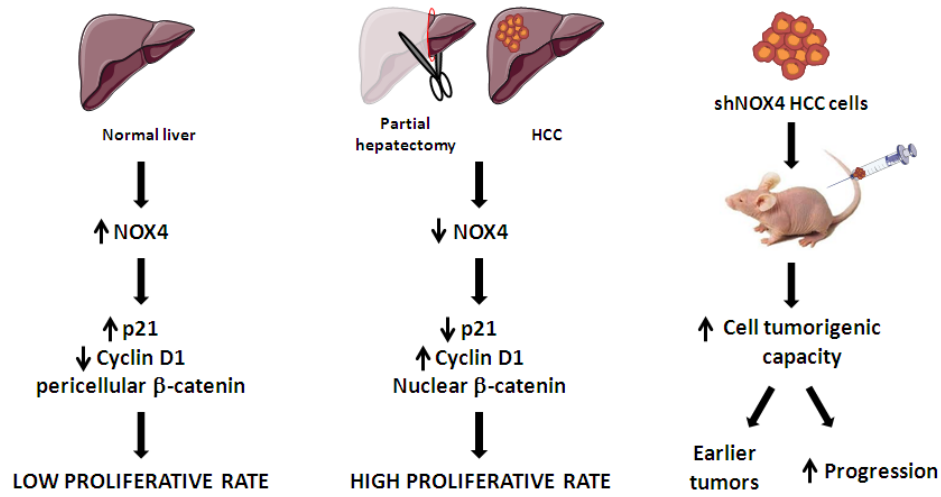 Normal liver
↑ NOX4
↑ p21
↓ Cyclin D1
pericellular β-catenin
LOW PROLIFERATIVE RATE
Partial
hepatectomy
HCC
↓ NOX4
↓ p21
↑ Cyclin D1
Nuclear β-catenin
HIGH PROLIFERATIVE RATE
shNOX4 HCC cells
↑ Cell tumorigenic
capacity
Earlier
tumors
↑ Progression